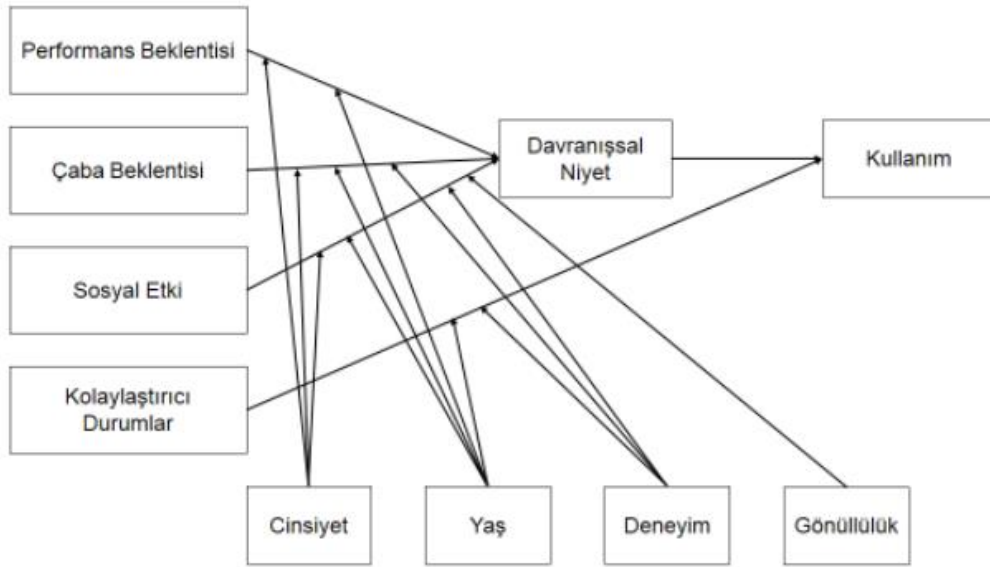 Performans Beklentisi
Çaba Beklentisi
Sosyal Etki
Kolaylaştırıcı
Durumlar
Davranışsal
Niyet
Kullanım
Cinsiyet
Yaş
Deneyim
Gönüllülük